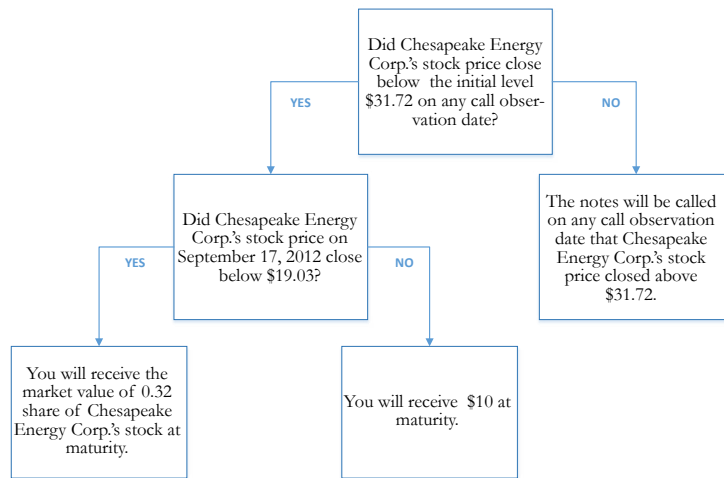 Did Chesapeake Energy
Corp.'s stock price close
below the initial level
$31.72 on any call obser-
vation date?
YES
NO
Did Chesapeake Energy
Corp.'s stock price on
September 17, 2012 close
below $19.03?
The notes will be called
on any call observation
date that Chesapeake
Energy Corp.'s stock
price closed above
$31.72.
YES
NO
You will receive the
market value of 0.32
share of Chesapeake
Energy Corp.'s stock at
maturity.
You will receive $10 at
maturity.